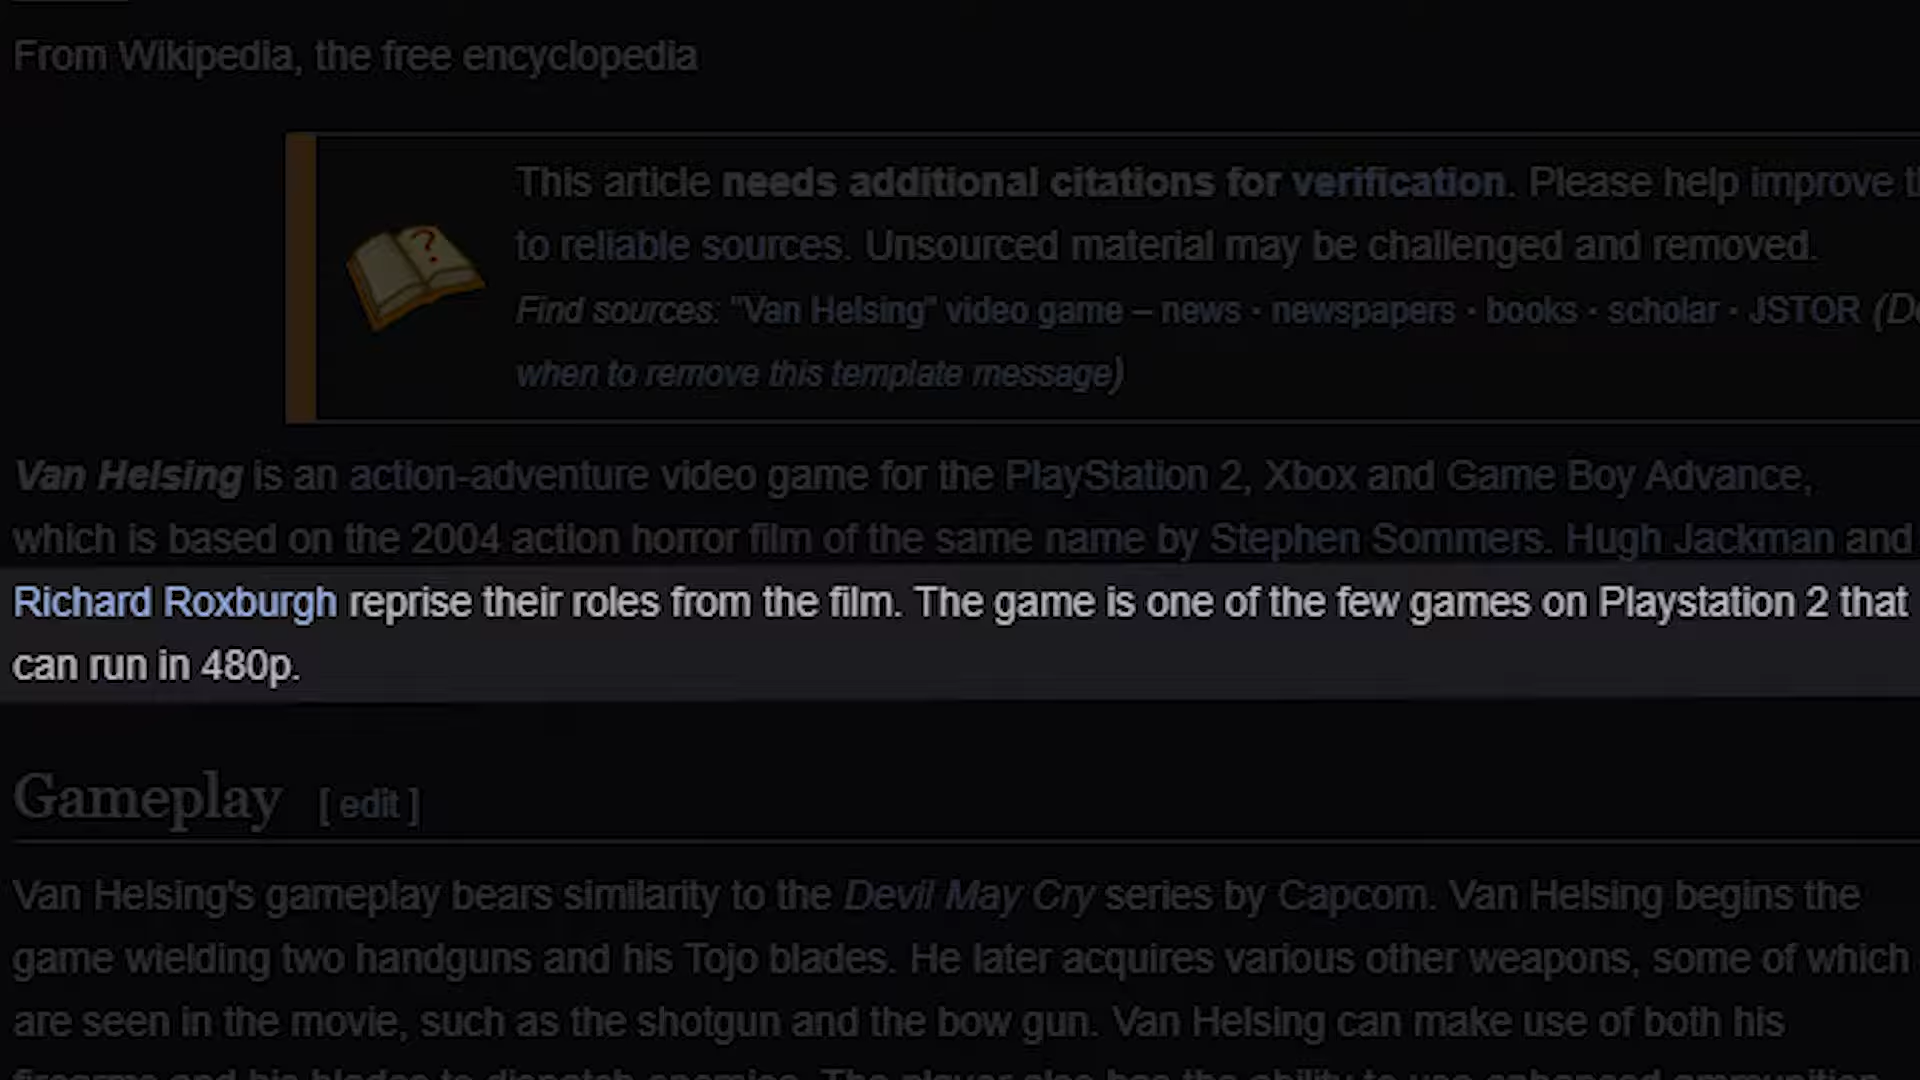 From Wikipedia, the free encyclopedia
This article needs additional citations for verification. Please help improve
to reliable sources. Unsourced material may be challenged and removed.
Find sources: "Van Helsing" video game – news · newspapers · books · scholar · JSTOR
when to remove this template message)
Van Helsing is an action-adventure video game for the PlayStation 2, Xbox and Game Boy Advance,
which is based on the 2004 action horror film of the same name by Stephen Sommers. Hugh Jackman and
Richard Roxburgh reprise their roles from the film. The game is one of the few games on Playstation 2 that
can run in 480p.
Gameplay [ edit ]
Van Helsing's gameplay bears similarity to the Devil May Cry series by Capcom. Van Helsing begins the
game wielding two handguns and his Tojo blades. He later acquires various other weapons, some of which
are seen in the movie, such as the shotgun and the bow gun. Van Helsing can make use of both his